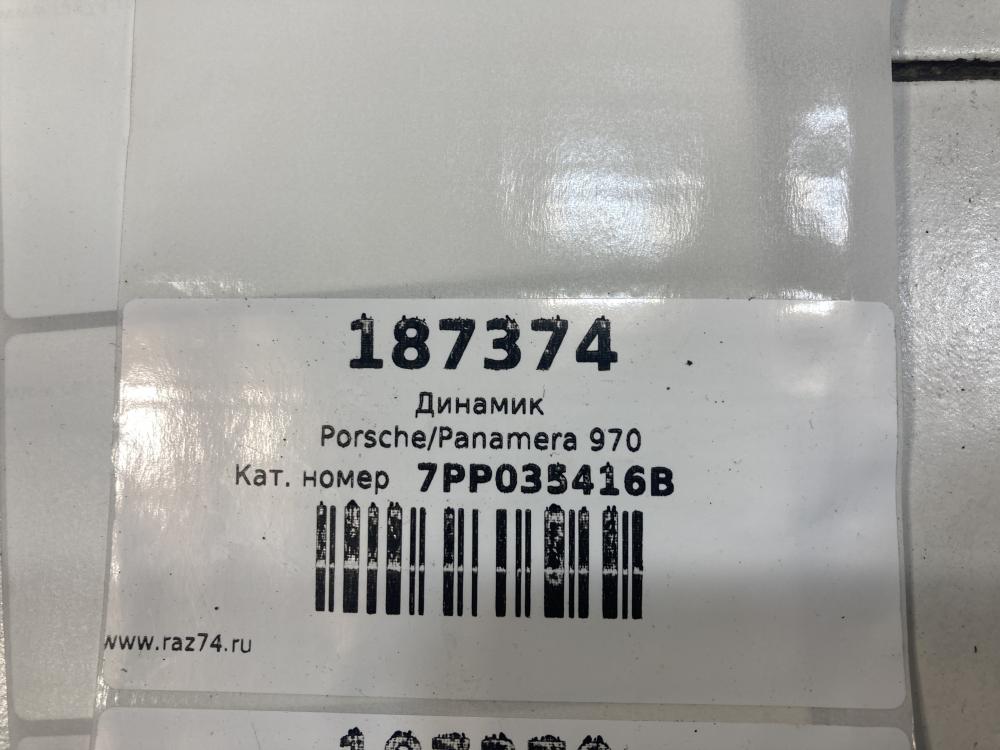 187374
Динамик
Porsche/Panamera 970
Кат. номер 7PP035416B
www.raz74.ru